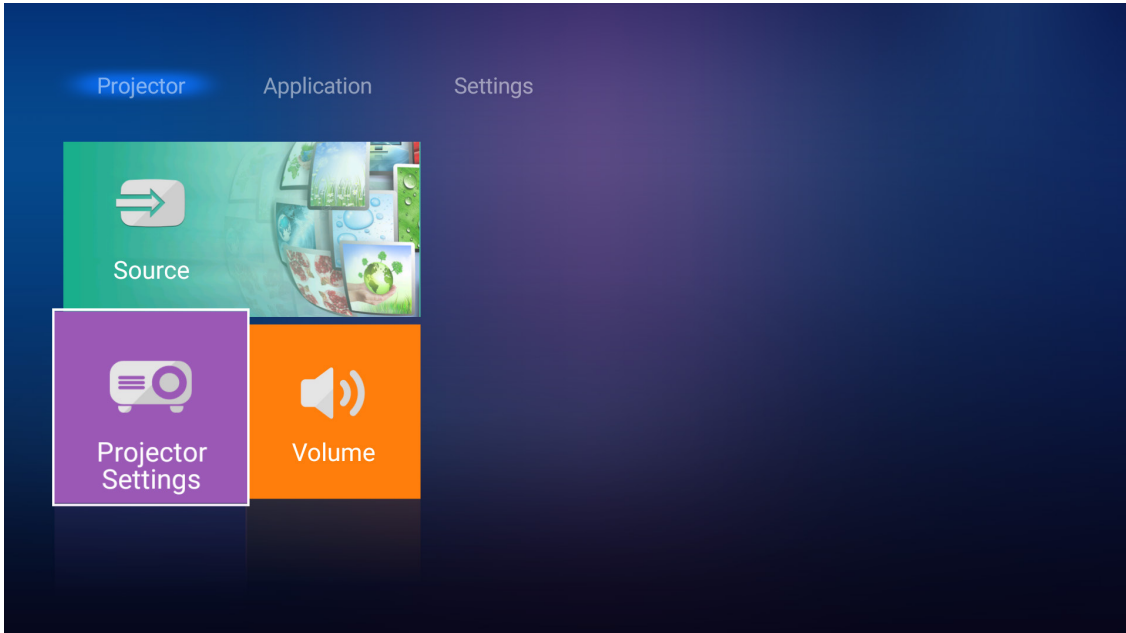 Projector
Application
Settings
Source
Projector
Settings
Volume